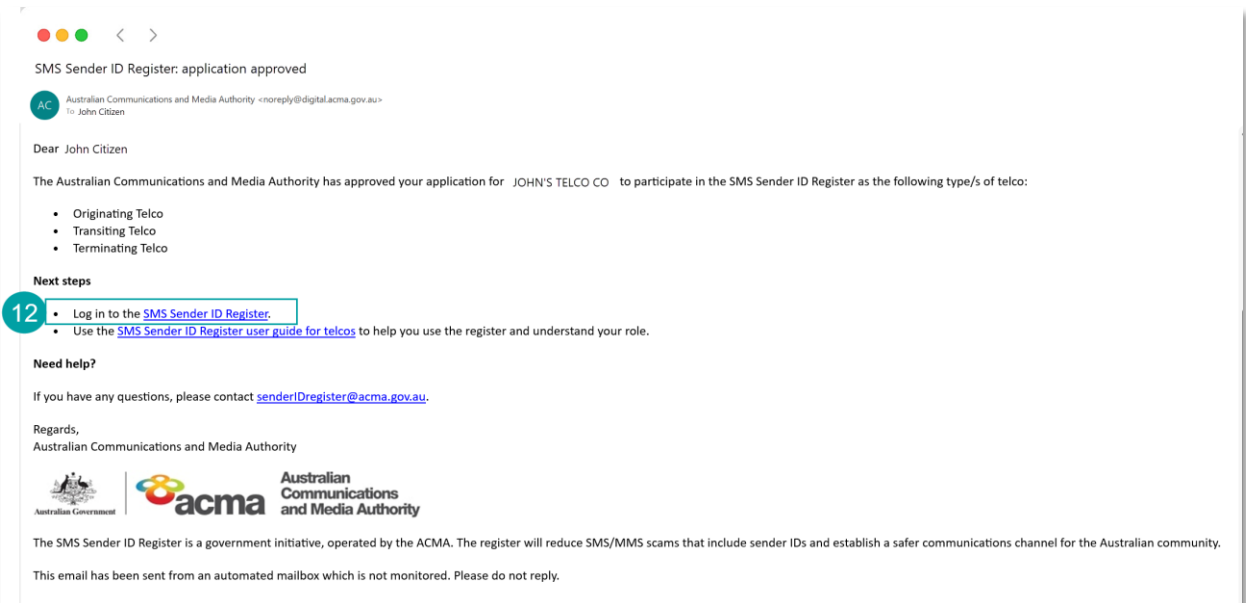 SMS Sender ID Register: application approved
AC
Australian Communications and Media Authority <noreply@digital.acma.gov.au>
To John Citizen
Dear John Citizen
The Australian Communications and Media Authority has approved your application for JOHN'S TELCO CO to participate in the SMS Sender ID Register as the following type/s of telco:
• Originating Telco
• Transiting Telco
• Terminating Telco
Next steps
12
• Log in to the SMS Sender ID Register.
• Use the SMS Sender ID Register user guide for telcos to help you use the register and understand your role.
Need help?
If you have any questions, please contact senderIDregister@acma.gov.au.
Regards,
Australian Communications and Media Authority
Australian Government
acma
Australian
Communications
and Media Authority
The SMS Sender ID Register is a government initiative, operated by the ACMA. The register will reduce SMS/MMS scams that include sender IDs and establish a safer communications channel for the Australian community.
This email has been sent from an automated mailbox which is not monitored. Please do not reply.